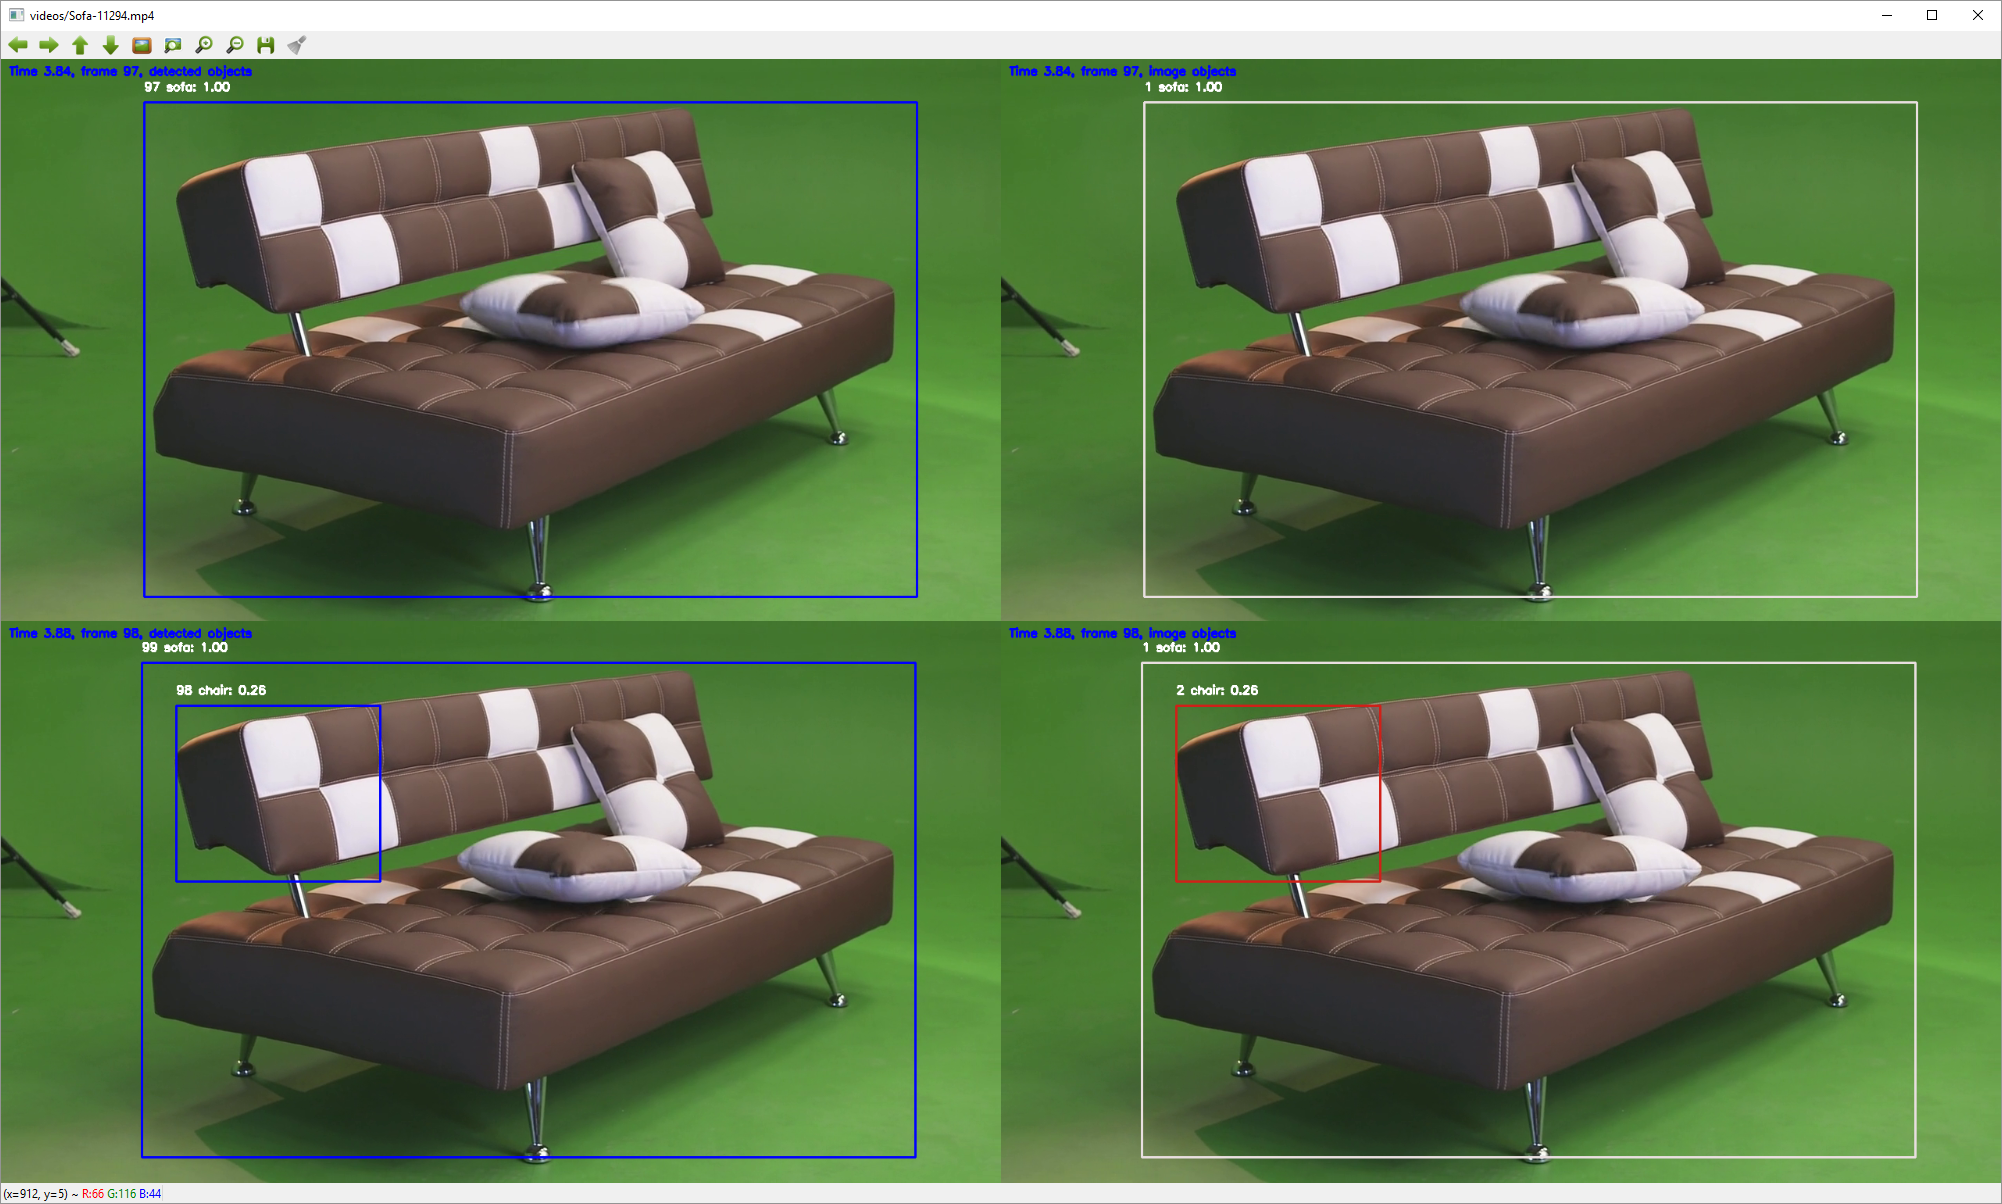 videos/Sofa-11294.mp4
Time 3.84, frame 97, detected objects
97 sofa: 1.00
Time 3.84, frame 97, image objects
1 sofa: 1.00
Time 3.88, frame 98, detected objects
99 sofa: 1.00
98 chair: 0.26
Time 3.88, frame 98, image objects
1 sofa: 1.00
2 chair: 0.26
(x=912, y=5) ~ R:66 G:116 B:44